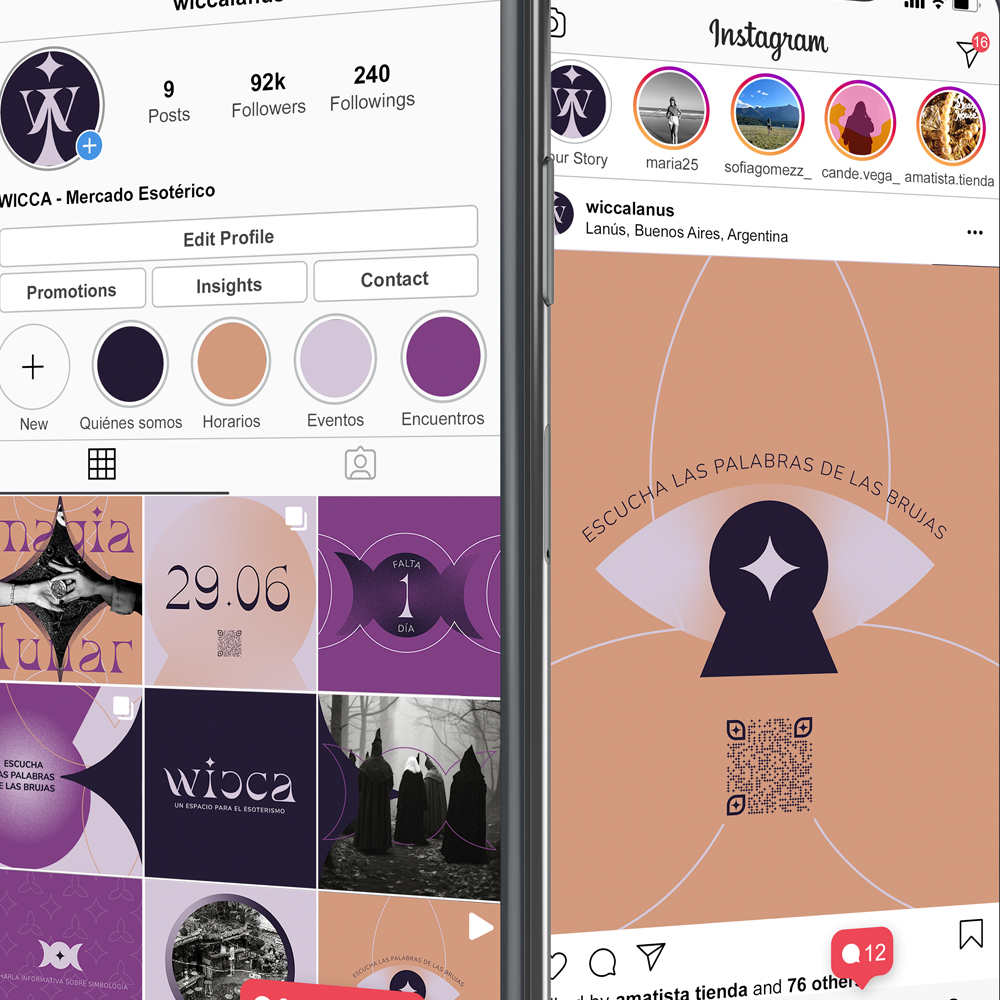 wiccalanus
9
Posts
92k
Followers
240
Followings
WICCA - Mercado Esotérico
Edit Profile
Promotions
Insights
Contact
New
Quiénes somos
Horarios
Eventos
Encuentros
magia
lunar
29.06
FALTA
1
DÍA
ESCUCHA
LAS PALABRAS
DE LAS BRUJAS
wicca
UN ESPACIO PARA EL ESOTERISMO
CHARLA INFORMATIVA SOBRE SIMBOLOGÍA
ESCUCHA LAS PALABRAS DE LAS BRUJAS
Instagram
16
our Story
maria25
sofiagomezz_
cande.vega_
amatista.tienda
wiccalanus
Lanús, Buenos Aires, Argentina
ESCUCHA LAS PALABRAS DE LAS BRUJAS
12
by amatista tienda and 76 others